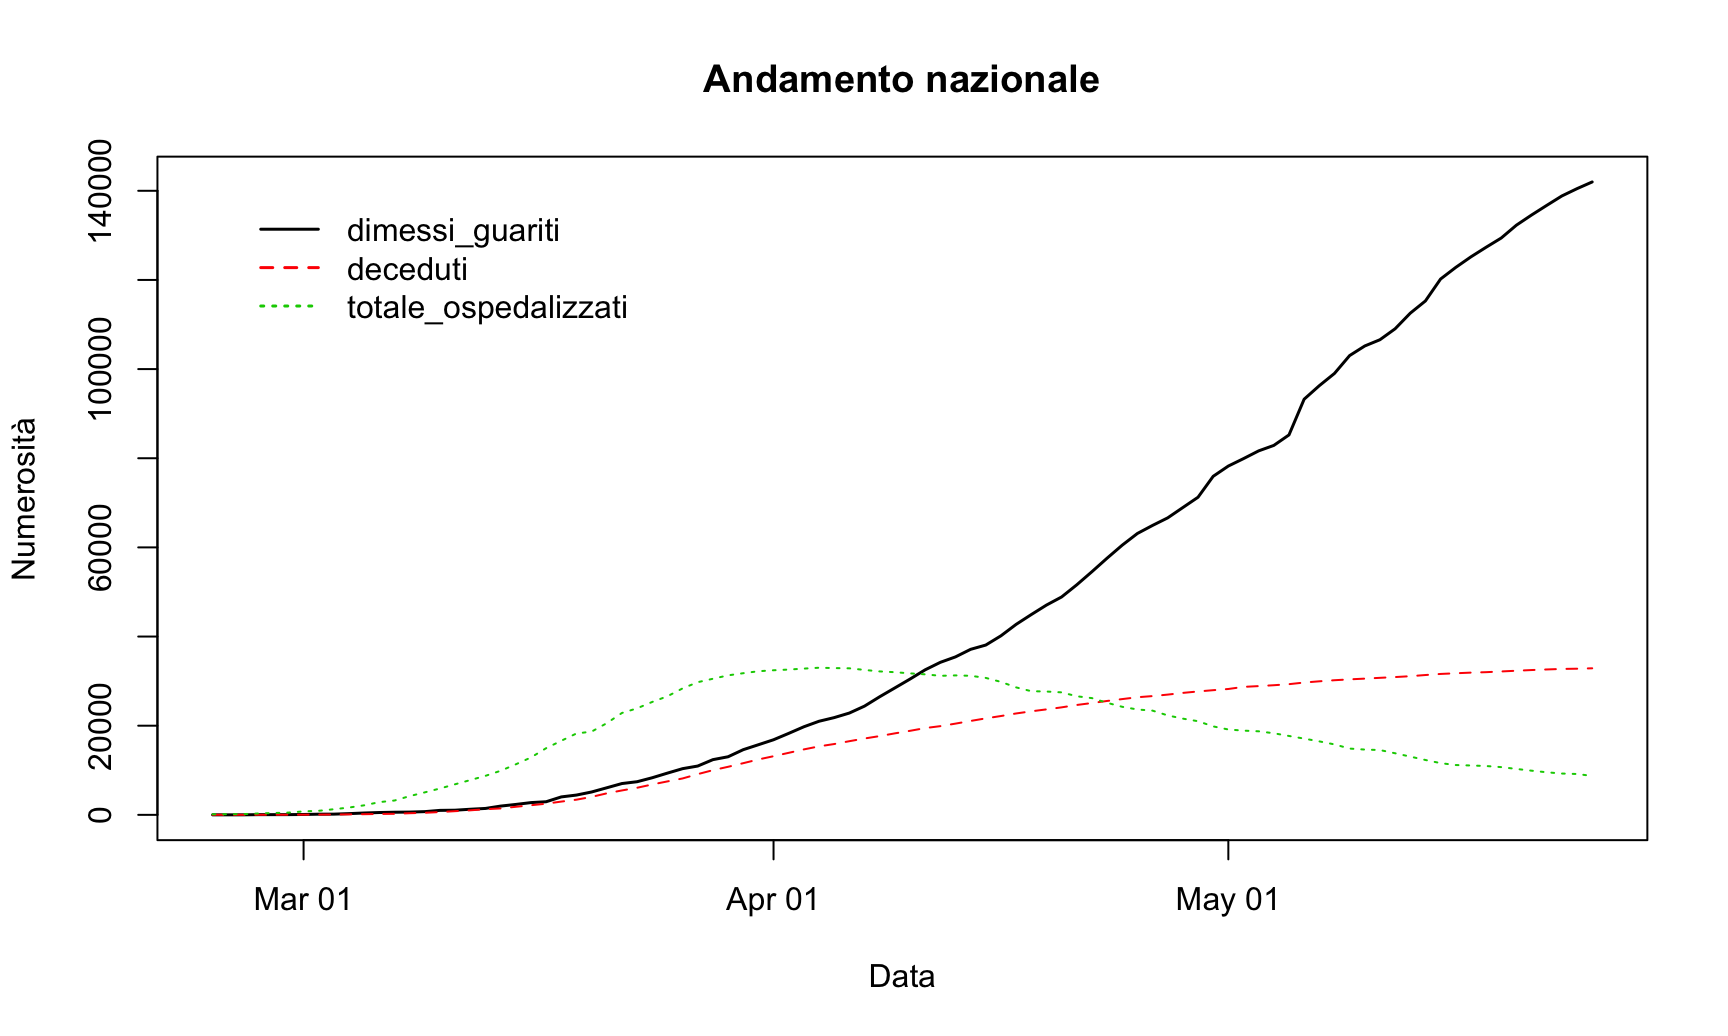 Andamento nazionale
dimessi_guariti
deceduti
totale_ospedalizzati
Numerosità
140000
100000
60000
20000
0
Mar 01
Apr 01
May 01
Data